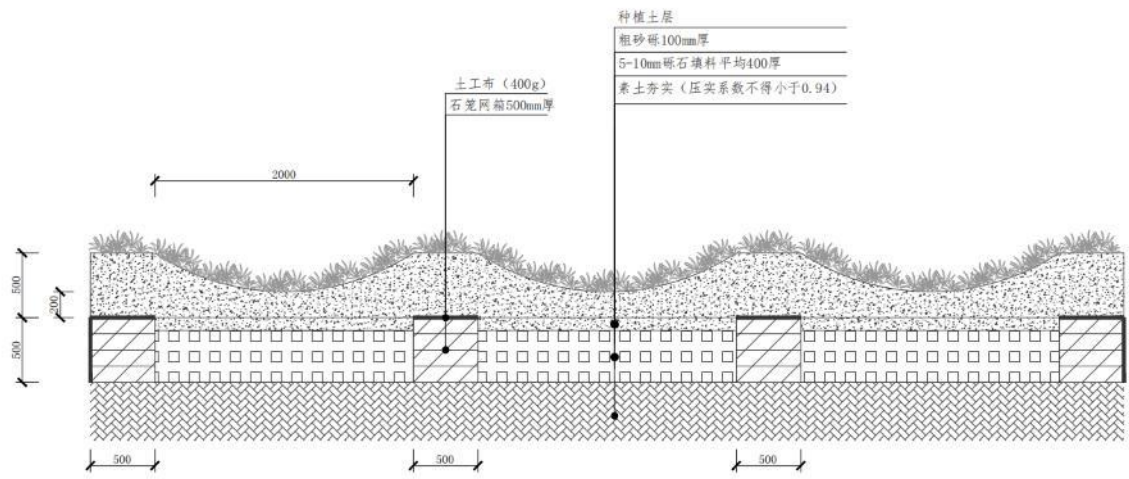 种植土层
粗砂砾100mm厚
5-10mm砾石填料平均400厚
素土夯实（压实系数不得小于0.94）
土工布（400g）
石笼网箱500mm厚
2000
500
200
500
500
500
500